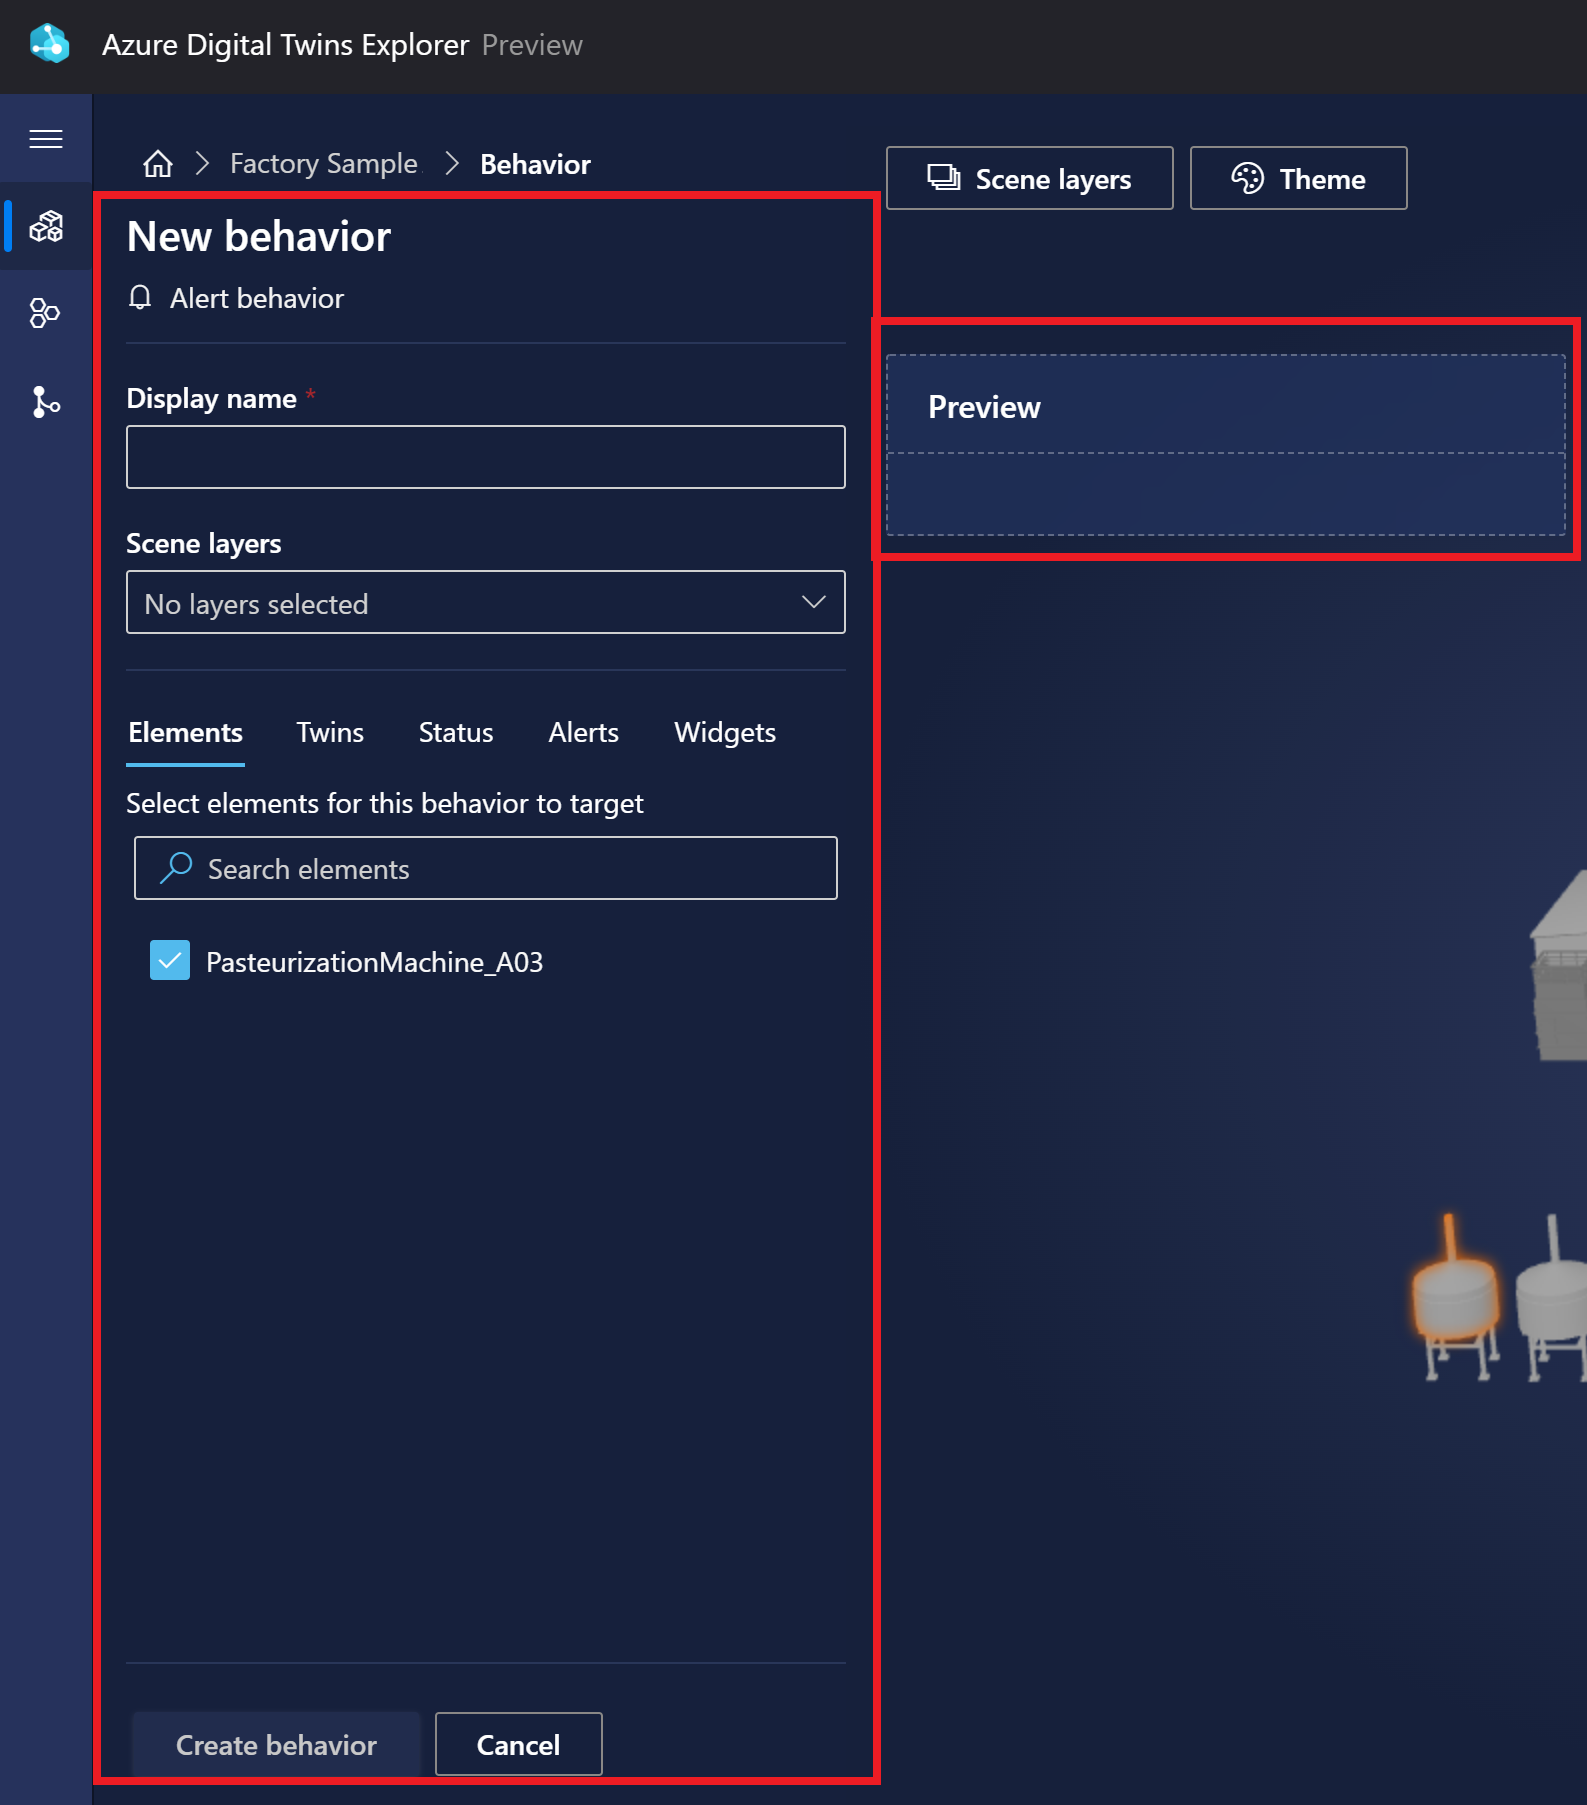 Azure Digital Twins Explorer Preview
Factory Sample
Behavior
Scene layers
Theme
New behavior
Alert behavior
Display name *
Scene layers
No layers selected
Preview
Elements Twins Status Alerts Widgets
Select elements for this behavior to target
Search elements
PasteurizationMachine_A03
Create behavior
Cancel